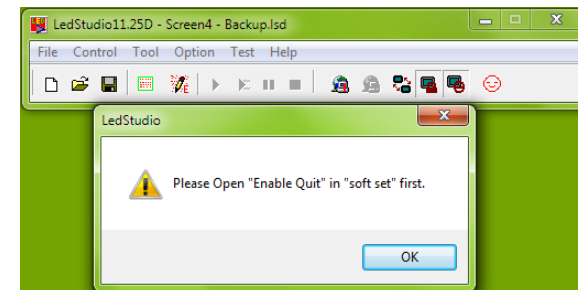 LedStudio11.25D - Screen4 - Backup.lsd
File Control Tool Option Test Help
LedStudio
Please Open "Enable Quit" in "soft set" first.
OK